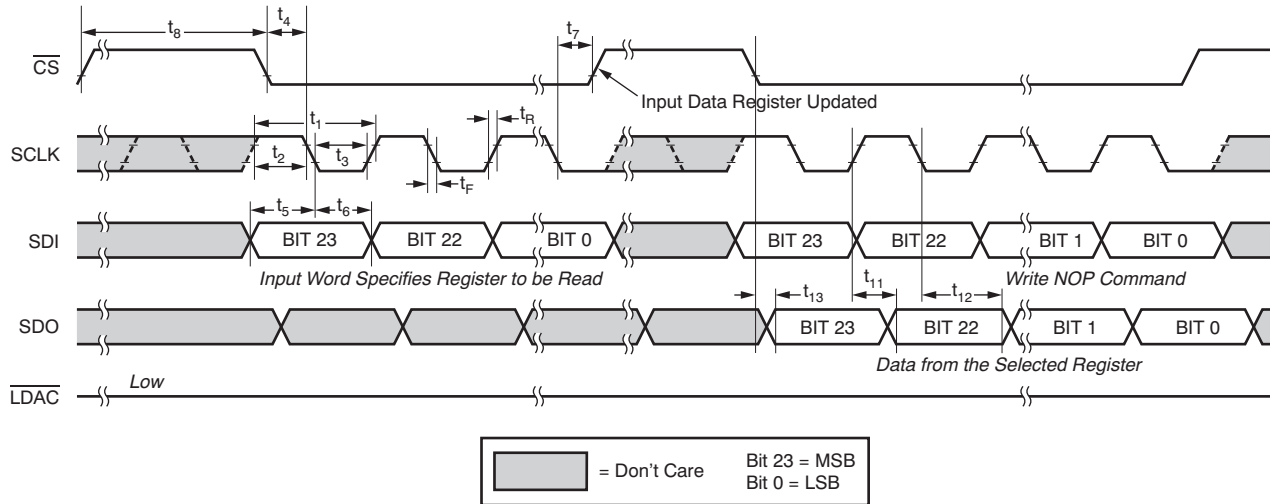 t8 t4 t7
CS
Input Data Register Updated
t1 tR
SCLK
t2 t3
tF
t5 t6
SDI BIT 23 BIT 22 BIT 0 BIT 23 BIT 22 BIT 1 BIT 0
Input Word Specifies Register to be Read Write NOP Command
t13 t11 t12
SDO BIT 23 BIT 22 BIT 1 BIT 0
Data from the Selected Register
Low
LDAC
= Don't Care Bit 23 = MSB
Bit 0 = LSB